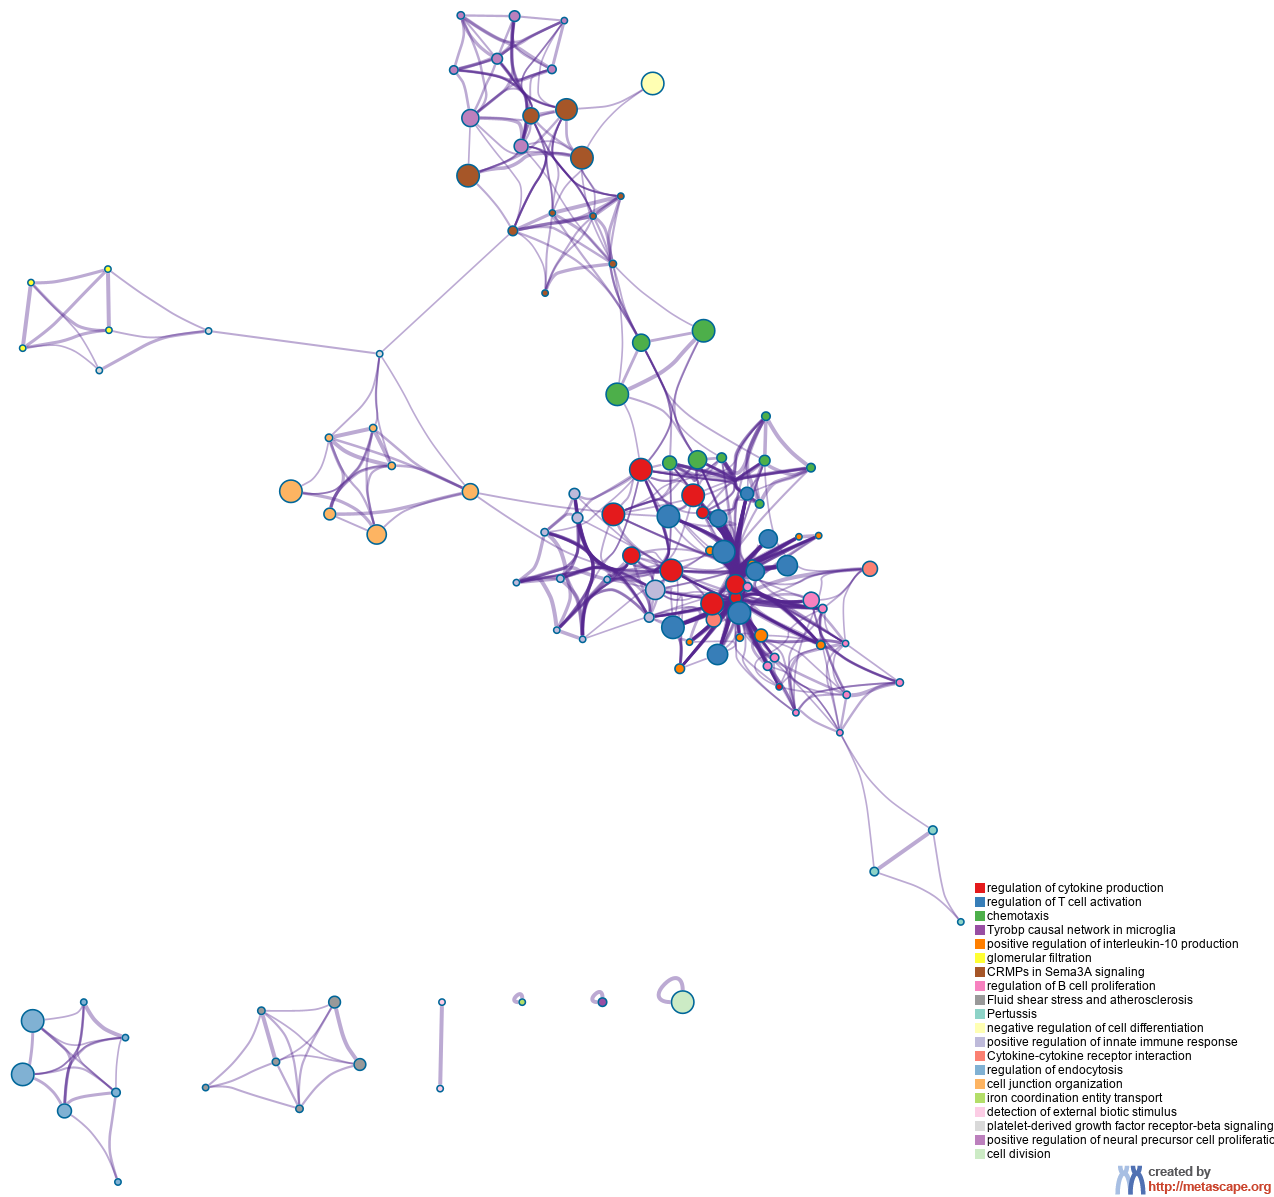 regulation of cytokine production
regulation of T cell activation
chemotaxis
Tyrobp causal network in microglia
positive regulation of interleukin-10 production
glomerular filtration
CRMPs in Sema3A signaling
regulation of B cell proliferation
Fluid shear stress and atherosclerosis
Pertussis
negative regulation of cell differentiation
positive regulation of innate immune response
Cytokine-cytokine receptor interaction
regulation of endocytosis
cell junction organization
iron coordination entity transport
detection of external biotic stimulus
platelet-derived growth factor receptor-beta signaling
positive regulation of neural precursor cell proliferatio
cell division
created by
http://metascape.org